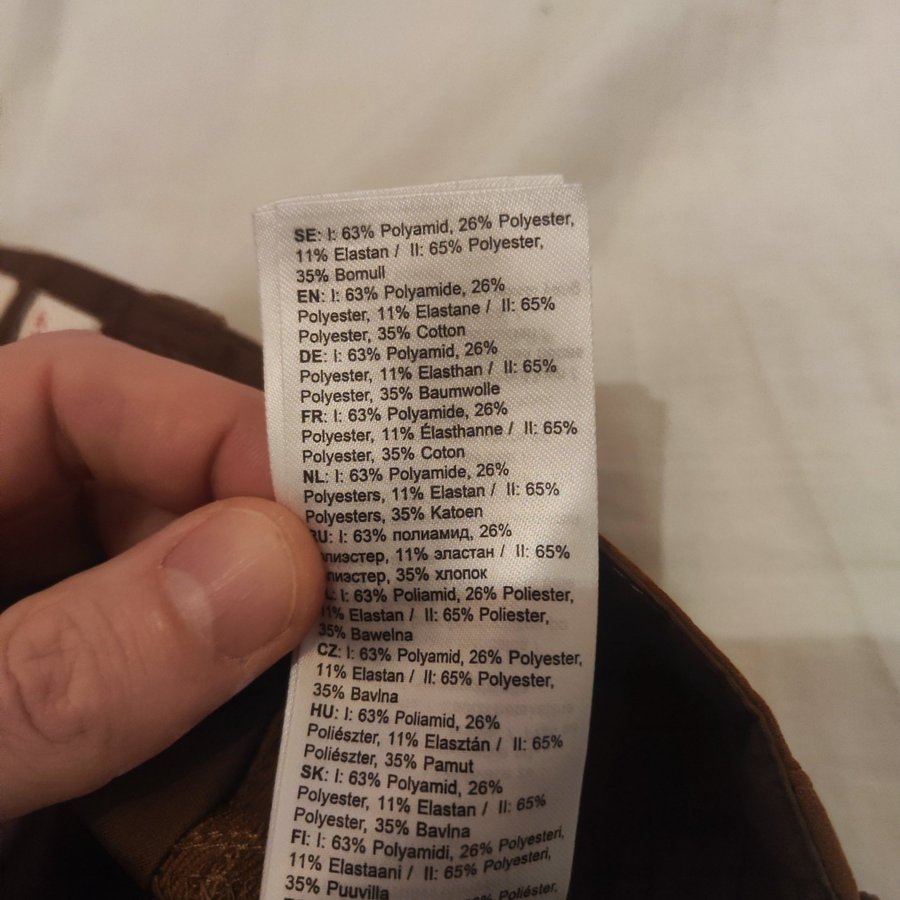 SE: I: 63% Polyamid, 26% Polyester,
11% Elastan / II: 65% Polyester,
35% Bomull
EN: I: 63% Polyamide, 26%
Polyester, 11% Elastane / II: 65%
Polyester, 35% Cotton
DE: I: 63% Polyamid, 26%
Polyester, 11% Elasthan / II: 65%
Polyester, 35% Baumwolle
FR: I: 63% Polyamide, 26%
Polyester, 11% Élasthanne / II: 65%
Polyester, 35% Coton
NL: I: 63% Polyamide, 26%
Polyesters, 11% Elastan / II: 65%
Polyesters, 35% Katoen
RU: I: 63% полиамид, 26%
лиэстер, 11% эластан / II: 65%
лиэстер, 35% хлопок
L: I: 63% Poliamid, 26% Poliester,
11% Elastan / II: 65% Poliester,
35% Bawełna
CZ: I: 63% Polyamid, 26% Polyester,
11% Elastan / II: 65% Polyester,
35% Bavlna
HU: I: 63% Poliamid, 26%
Poliészter, 11% Elasztán / II: 65%
Poliészter, 35% Pamut
SK: I: 63% Polyamid, 26%
Polyester, 11% Elastan / II: 65%
Polyester, 35% Bavlna
FI: I: 63% Polyamidi, 26% Polyesteri,
11% Elastaani / II: 65% Polyesteri,
35% Puuvilla
Poliéster,